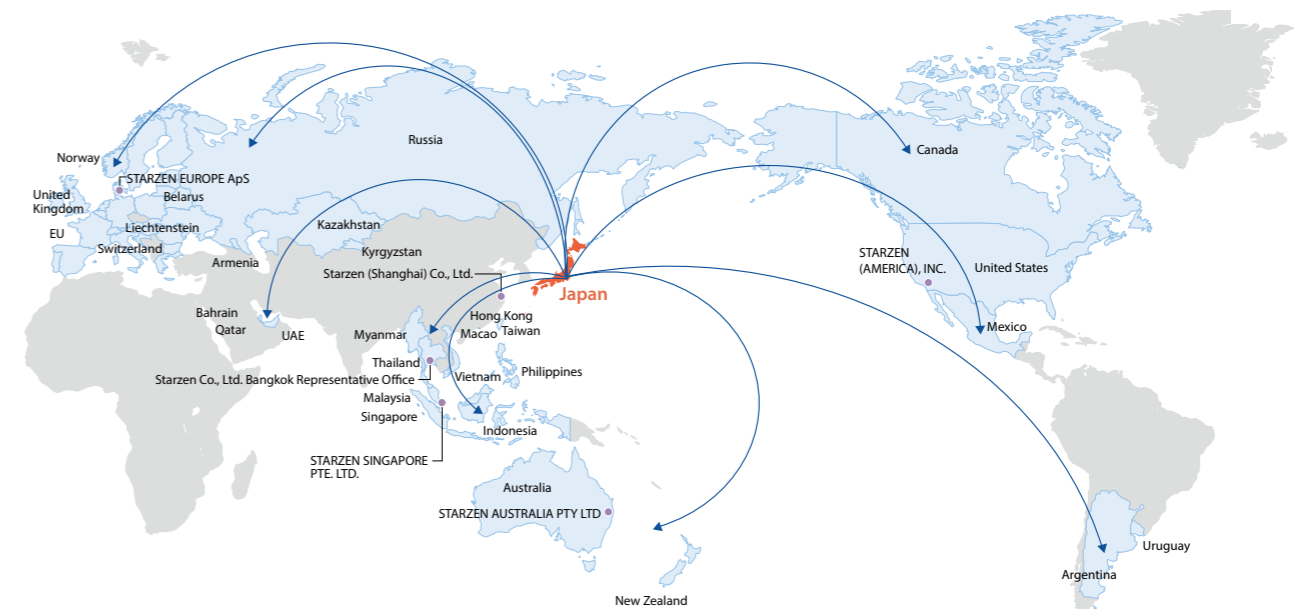 Norway
STARZEN EUROPE ApS
United
Kingdom
Belarus
EU
Liechtenstein
Switzerland
Armenia
Russia
Kazakhstan
Kyrgyzstan
Starzen (Shanghai) Co., Ltd.
Japan
Bahrain
Qatar
UAE
Hong Kong
Macao
Taiwan
Myanmar
Thailand
Starzen Co., Ltd. Bangkok Representative Office
Vietnam
Philippines
Malaysia
Singapore
Indonesia
STARZEN SINGAPORE
PTE. LTD.
Australia
STARZEN AUSTRALIA PTY LTD
New Zealand
Canada
STARZEN
(AMERICA), INC.
United States
Mexico
Uruguay
Argentina